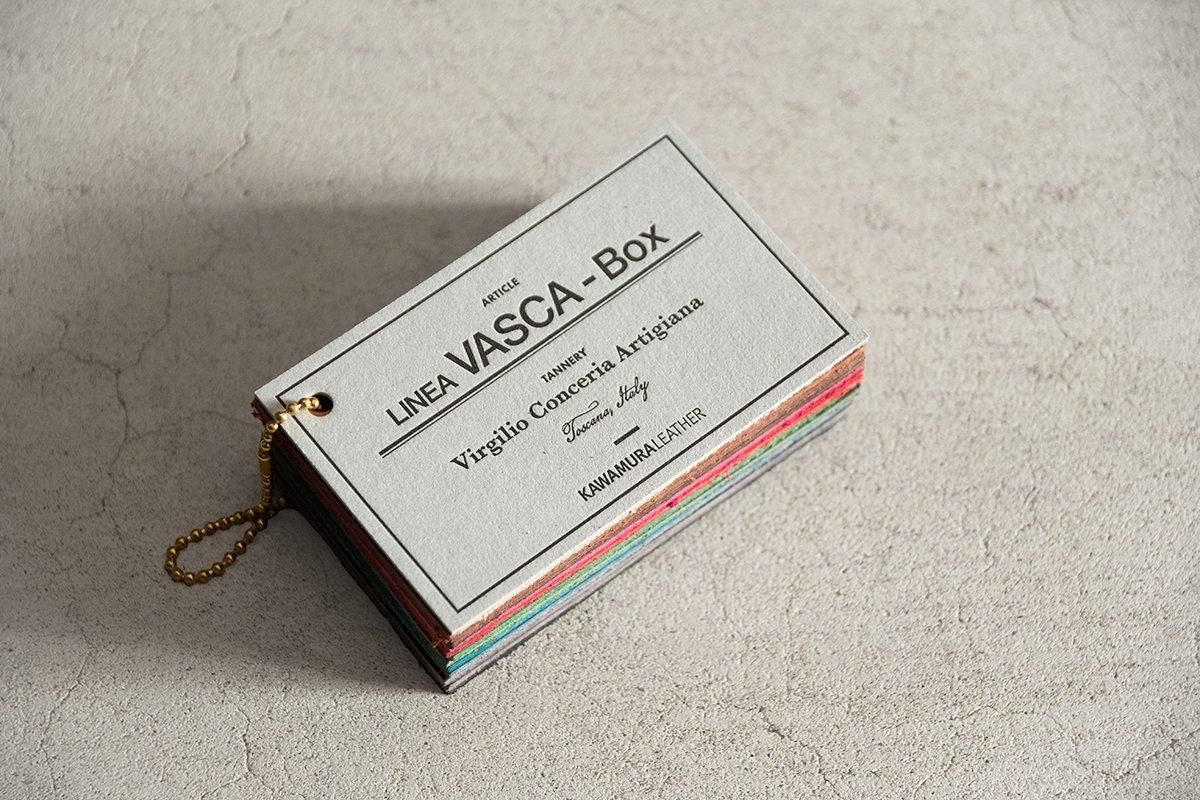 ARTICLE
LINEA VASCA - Box
TANNERY
Virgilio Conceria Artigiana
Toscana, Italy
KAWAMURALEATHER